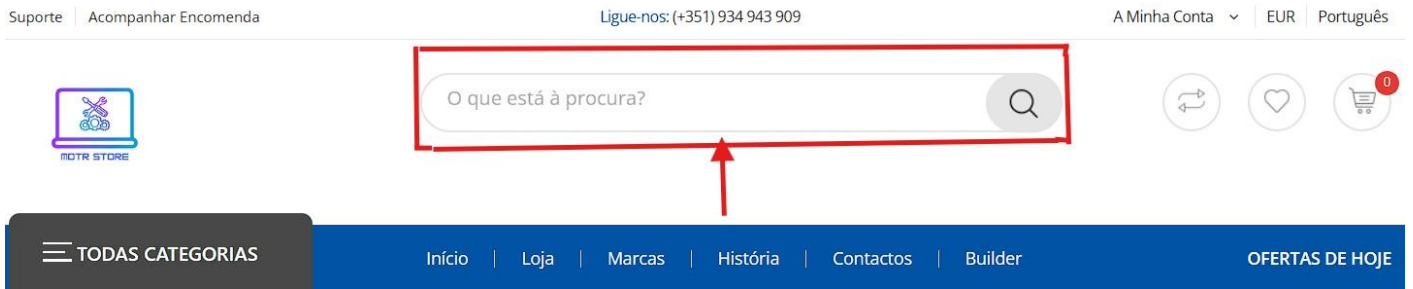 Suporte Acompanhar Encomenda Ligue-nos: (+351) 934 943 909 A Minha Conta EUR Português
O que está à procura?
0
MDTR STORE
TODAS CATEGORIAS Início | Loja | Marcas | História | Contactos | Builder OFERTAS DE HOJE